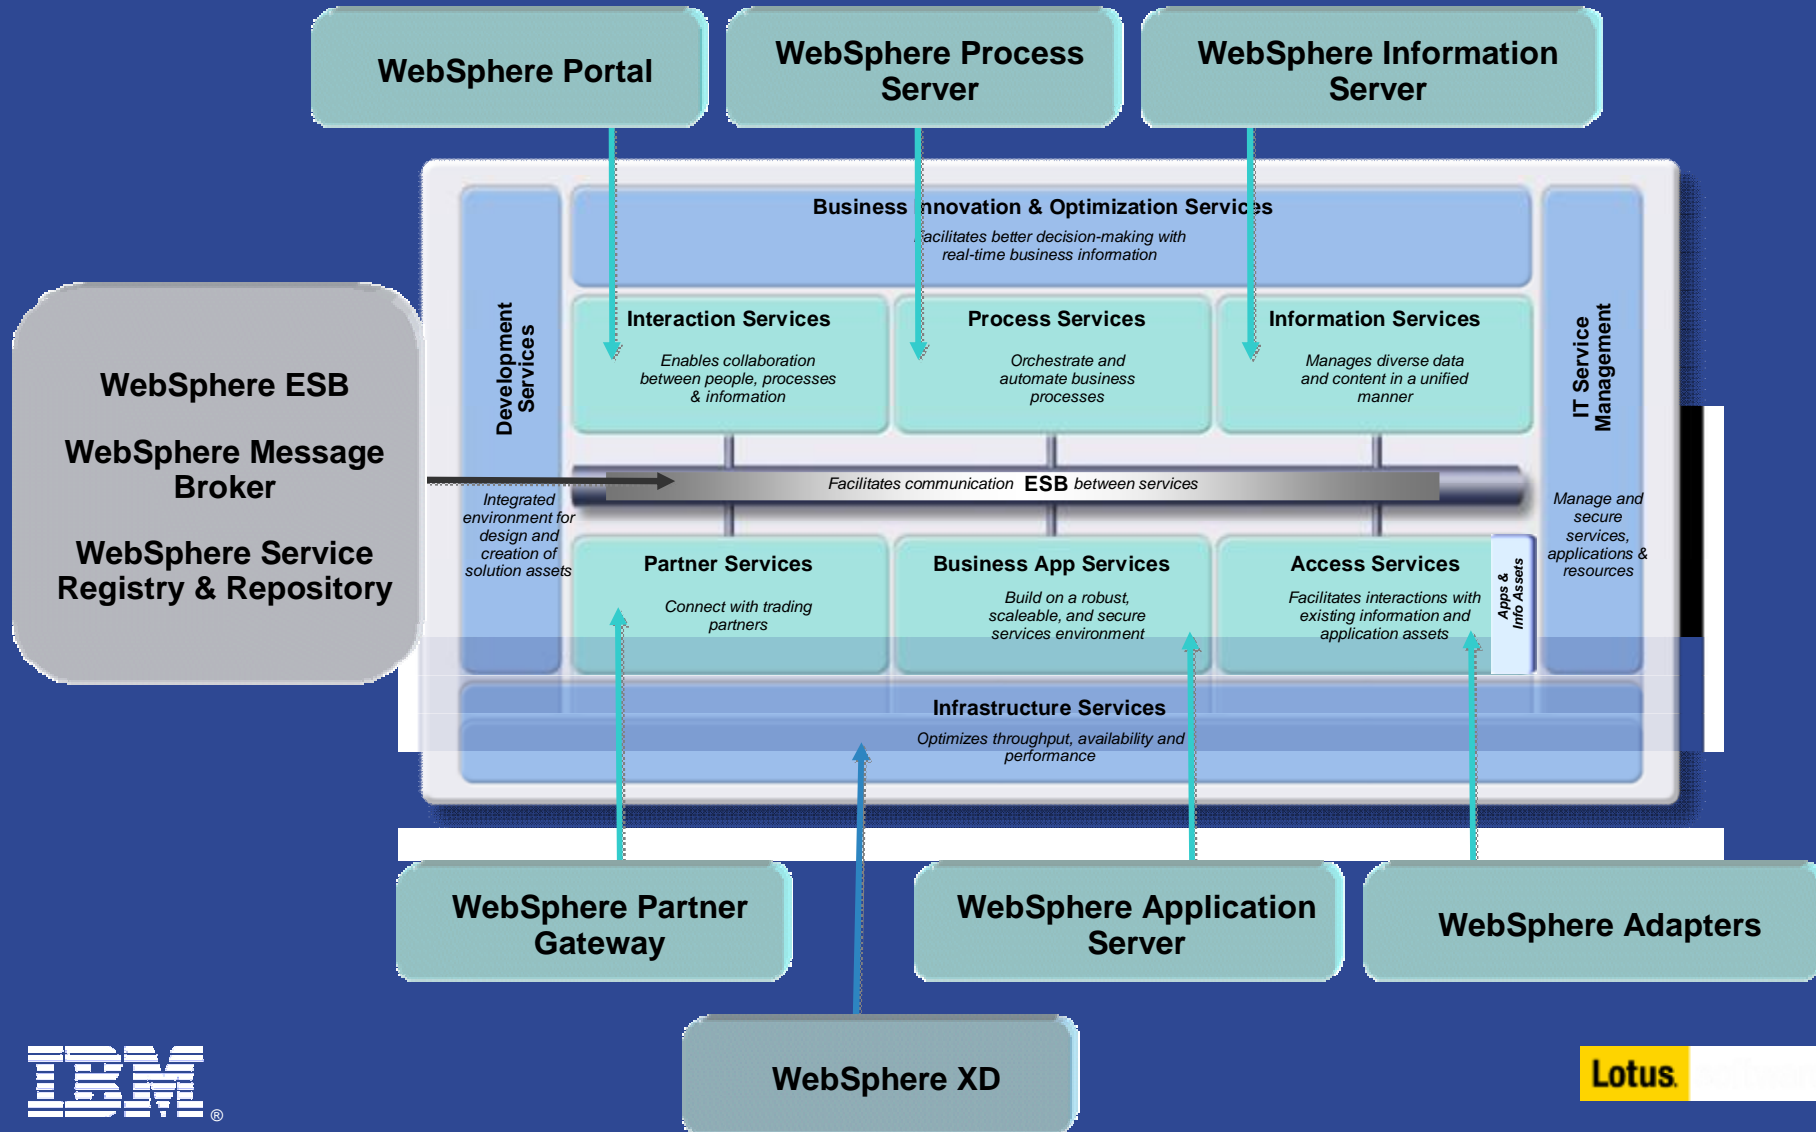 WebSphere Portal
WebSphere Process
Server
WebSphere Information
Server
Business Innovation & Optimization Services
Facilitates better decision-making with
real-time business information
Development
Services
Integrated
environment for
design and
creation of
solution assets
Interaction Services
Enables collaboration
between people, processes
& information
Process Services
Orchestrate and
automate business
processes
Information Services
Manages diverse data
and content in a unified
manner
IT Service
Management
Manage and
secure
services,
applications &
resources
WebSphere ESB
WebSphere Message
Broker
WebSphere Service
Registry & Repository
Facilitates communication ESB between services
Partner Services
Connect with trading
partners
Business App Services
Build on a robust,
scaleable, and secure
services environment
Access Services
Facilitates interactions with
existing information and
application assets
Apps &
Info Assets
Infrastructure Services
Optimizes throughput, availability and
performance
WebSphere Partner
Gateway
WebSphere Application
Server
WebSphere Adapters
WebSphere XD
IBM®
Lotus.